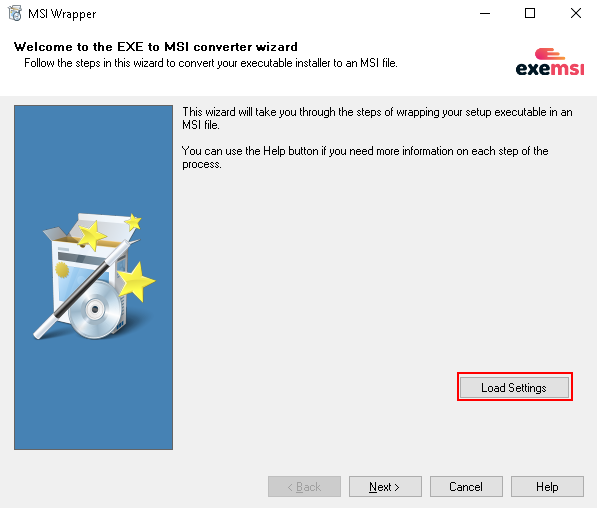 MSI Wrapper
Welcome to the EXE to MSI converter wizard
Follow the steps in this wizard to convert your executable installer to an MSI file.
exemsi
This wizard will take you through the steps of wrapping your setup executable in an
MSI file.
You can use the Help button if you need more information on each step of the
process.
Load Settings
< Back
Next >
Cancel
Help